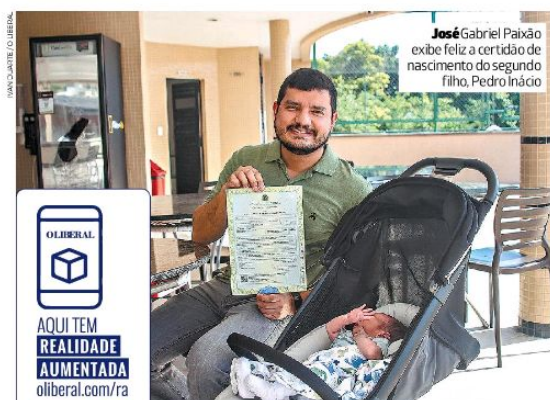 IVAN DUARTE / O LIBERAL
José Gabriel Paixão
exibe feliz a certidão de
nascimento do segundo
filho, Pedro Inácio
O LIBERAL
AQUI TEM
REALIDADE
AUMENTADA
oliberal.com/ra